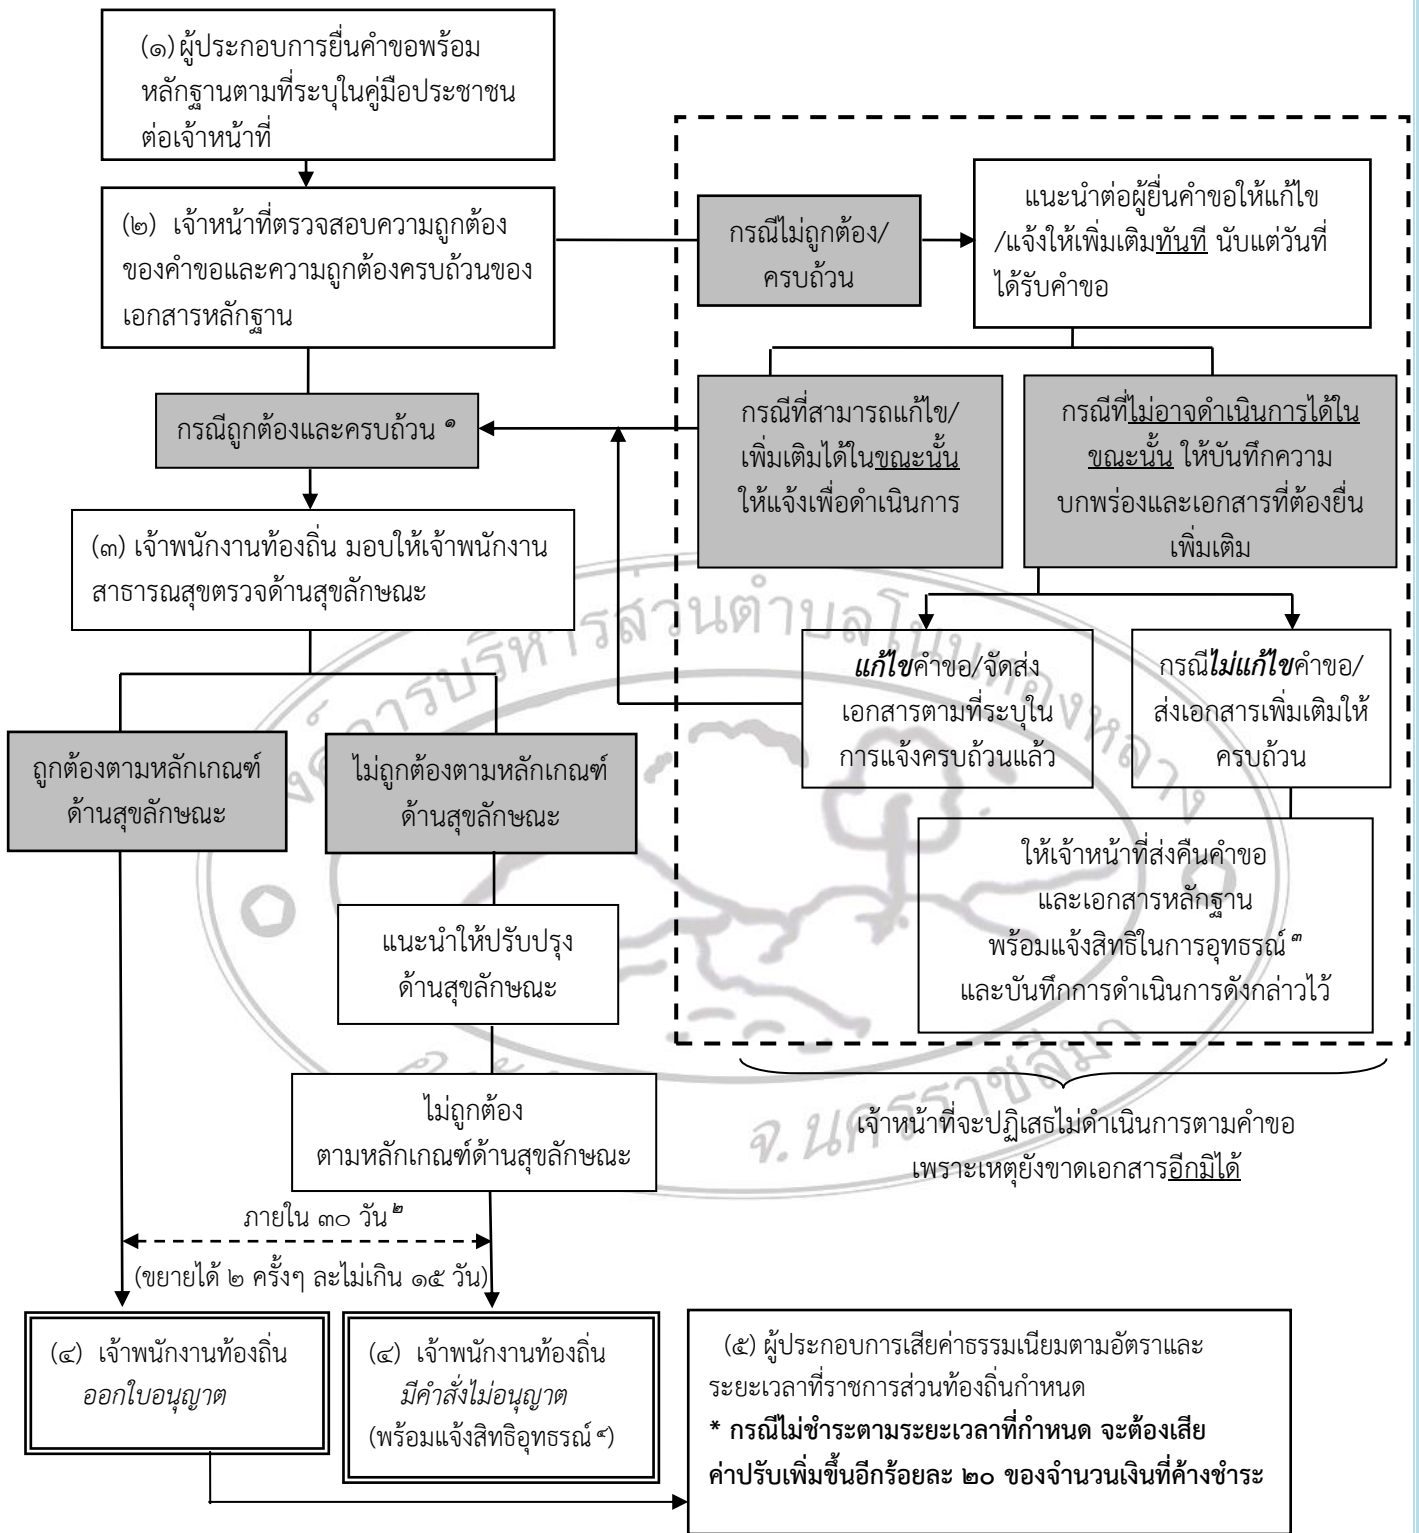 (๑) ผู้ประกอบการยื่นคำขอพร้อม
หลักฐานตามที่ระบุในคู่มือประชาชน
ต่อเจ้าหน้าที่
(๒) เจ้าหน้าที่ตรวจสอบความถูกต้อง
ของคำขอและความถูกต้องครบถ้วนของ
เอกสารหลักฐาน
กรณีไม่ถูกต้อง/
ครบถ้วน
แนะนำต่อผู้ยื่นคำขอให้แก้ไข
/แจ้งให้เพิ่มเติมทันที นับแต่วันที่
ได้รับคำขอ
กรณีถูกต้องและครบถ้วน ๑
กรณีที่สามารถแก้ไข/
เพิ่มเติมได้ในขณะนั้น
ให้แจ้งเพื่อดำเนินการ
กรณีที่ไม่อาจดำเนินการได้ใน
ขณะนั้น ให้บันทึกความ
บกพร่องและเอกสารที่ต้องยื่น
เพิ่มเติม
(๓) เจ้าพนักงานท้องถิ่น มอบให้เจ้าพนักงาน
สาธารณสุขตรวจด้านสุขลักษณะ
แก้ไขคำขอ/จัดส่ง
เอกสารตามที่ระบุใน
การแจ้งครบถ้วนแล้ว
กรณีไม่แก้ไขคำขอ/
ส่งเอกสารเพิ่มเติมให้
ครบถ้วน
ถูกต้องตามหลักเกณฑ์
ด้านสุขลักษณะ
ไม่ถูกต้องตามหลักเกณฑ์
ด้านสุขลักษณะ
ให้เจ้าหน้าที่ส่งคืนคำขอ
และเอกสารหลักฐาน
พร้อมแจ้งสิทธิในการอุทธรณ์ ๓
และบันทึกการดำเนินการดังกล่าวไว้
แนะนำให้ปรับปรุง
ด้านสุขลักษณะ
ไม่ถูกต้อง
ตามหลักเกณฑ์ด้านสุขลักษณะ
เจ้าหน้าที่จะปฏิเสธไม่ดำเนินการตามคำขอ
เพราะเหตุยังขาดเอกสารอีกมิได้
ภายใน ๓๐ วัน ๒
(ขยายได้ ๒ ครั้งๆ ละไม่เกิน ๑๕ วัน)
(๔) เจ้าพนักงานท้องถิ่น
ออกใบอนุญาต
(๔) เจ้าพนักงานท้องถิ่น
มีคำสั่งไม่อนุญาต
(พร้อมแจ้งสิทธิอุทธรณ์ ๔)
(๕) ผู้ประกอบการเสียค่าธรรมเนียมตามอัตราและ
ระยะเวลาที่ราชการส่วนท้องถิ่นกำหนด
* กรณีไม่ชำระตามระยะเวลาที่กำหนด จะต้องเสีย
ค่าปรับเพิ่มขึ้นอีกร้อยละ ๒๐ ของจำนวนเงินที่ค้างชำระ
จ.นครราชสีมา